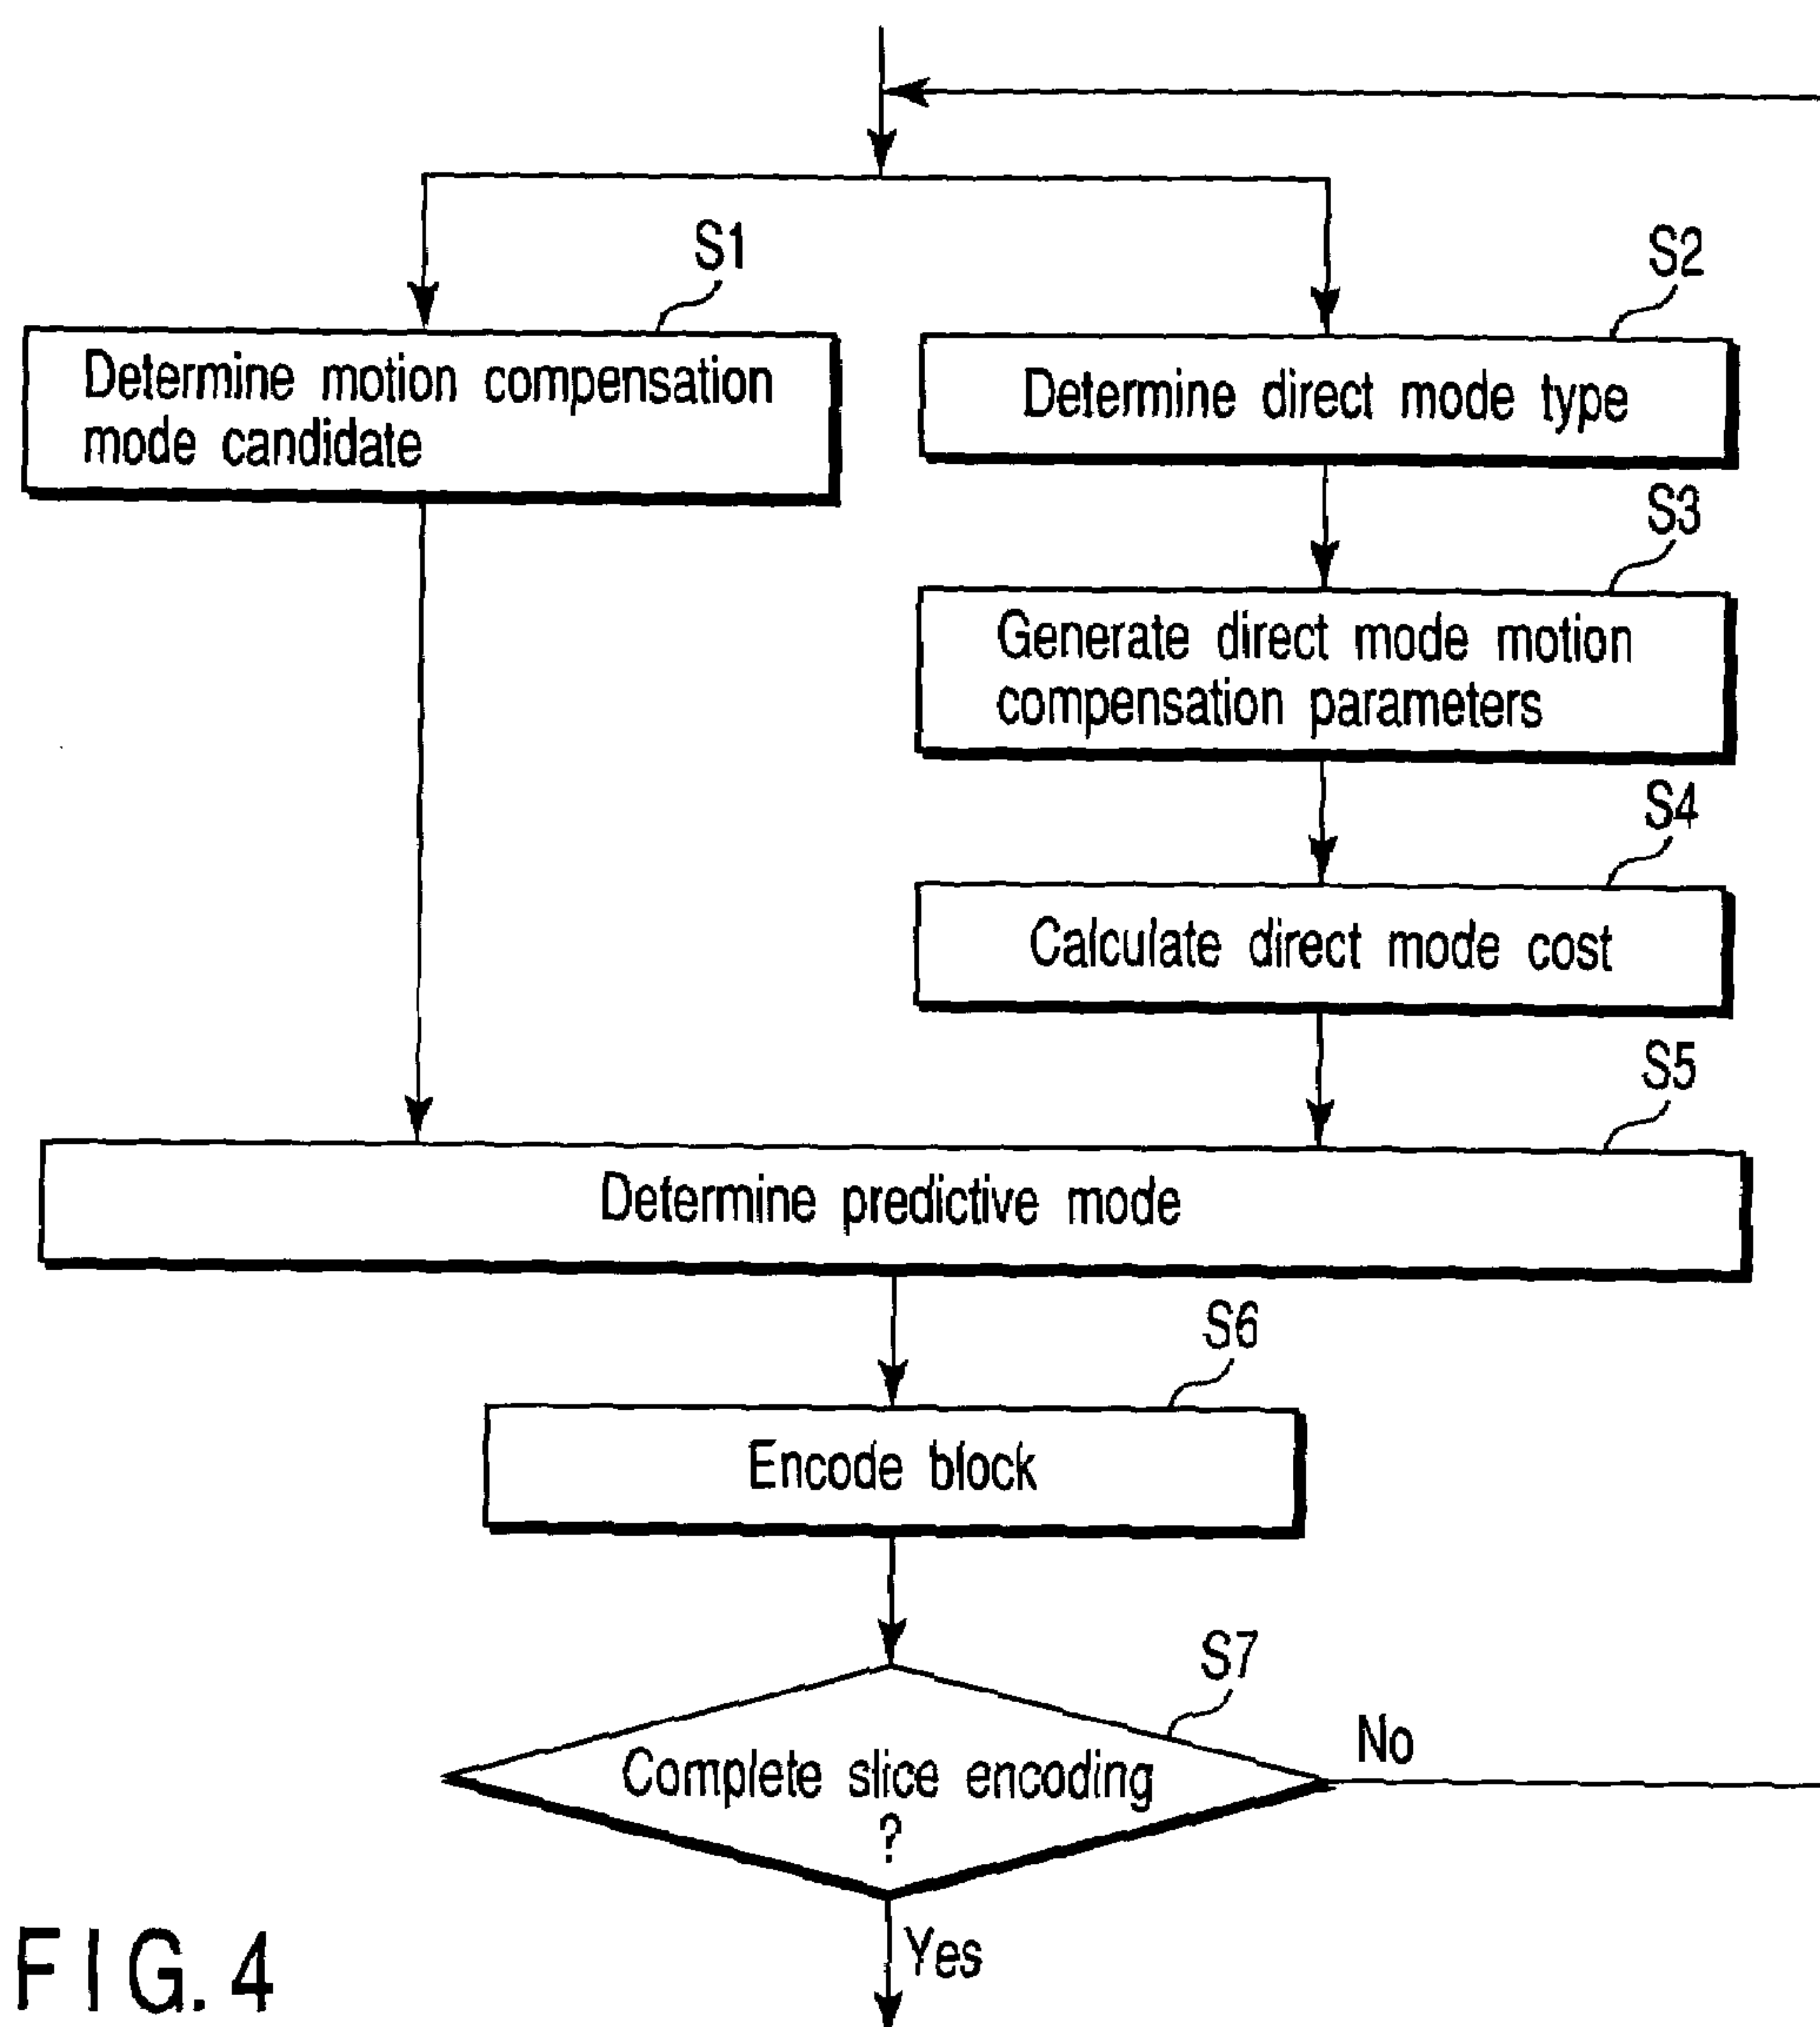 S1
Determine motion compensation
mode candidate
S2
Determine direct mode type
S3
Generate direct mode motion
compensation parameters
S4
Calculate direct mode cost
S5
Determine predictive mode
S6
Encode block
S7
Complete slice encoding
?
No
Yes
FIG. 4